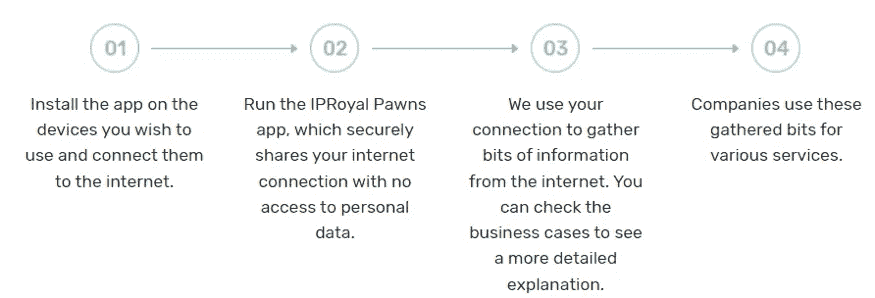 01
Install the app on the
devices you wish to
use and connect them
to the internet.
02
Run the IPRoyal Pawns
app, which securely
shares your internet
connection with no
access to personal
data.
03
We use your
connection to gather
bits of information
from the internet. You
can check the
business cases to see
a more detailed
explanation.
04
Companies use these
gathered bits for
various services.